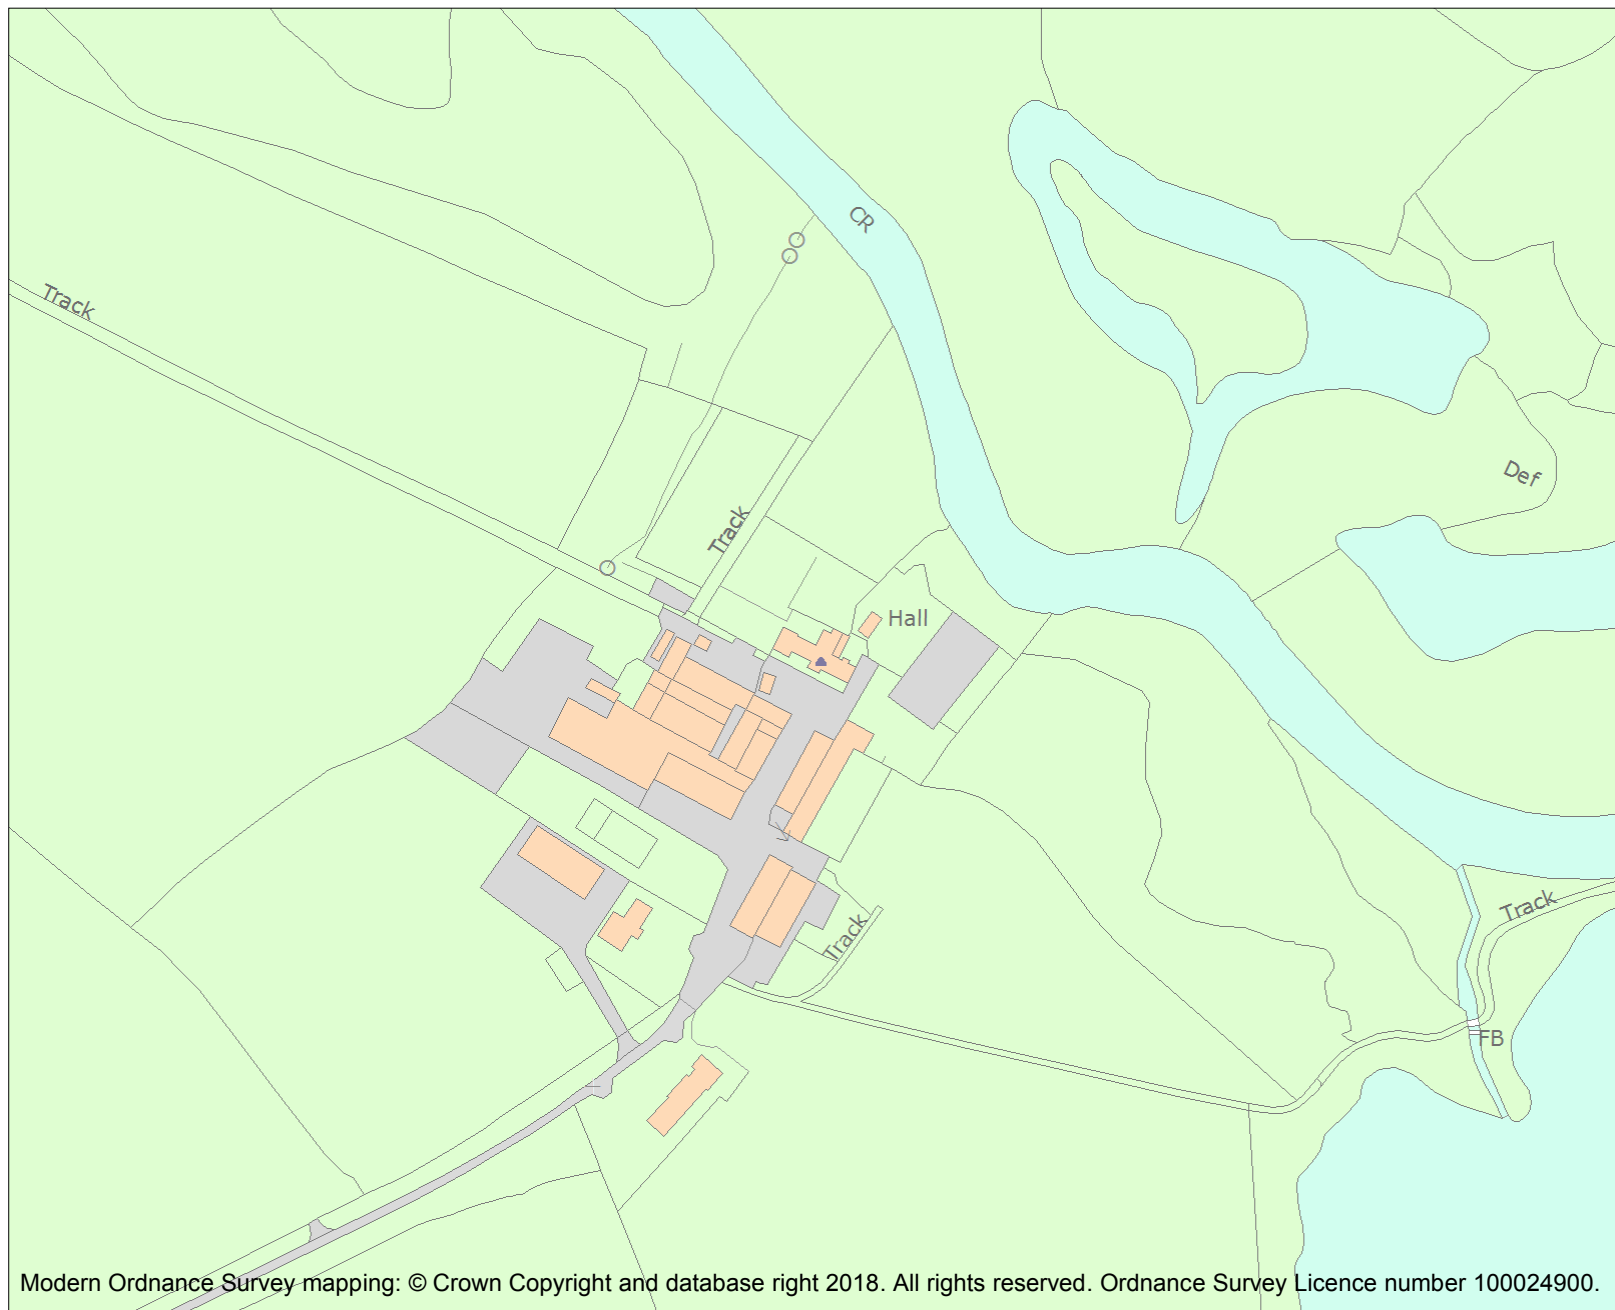 CR
Track
Def
Track
Hall
Track
Track
FB
Modern Ordnance Survey mapping: © Crown Copyright and database right 2018. All rights reserved. Ordnance Survey Licence number 100024900.